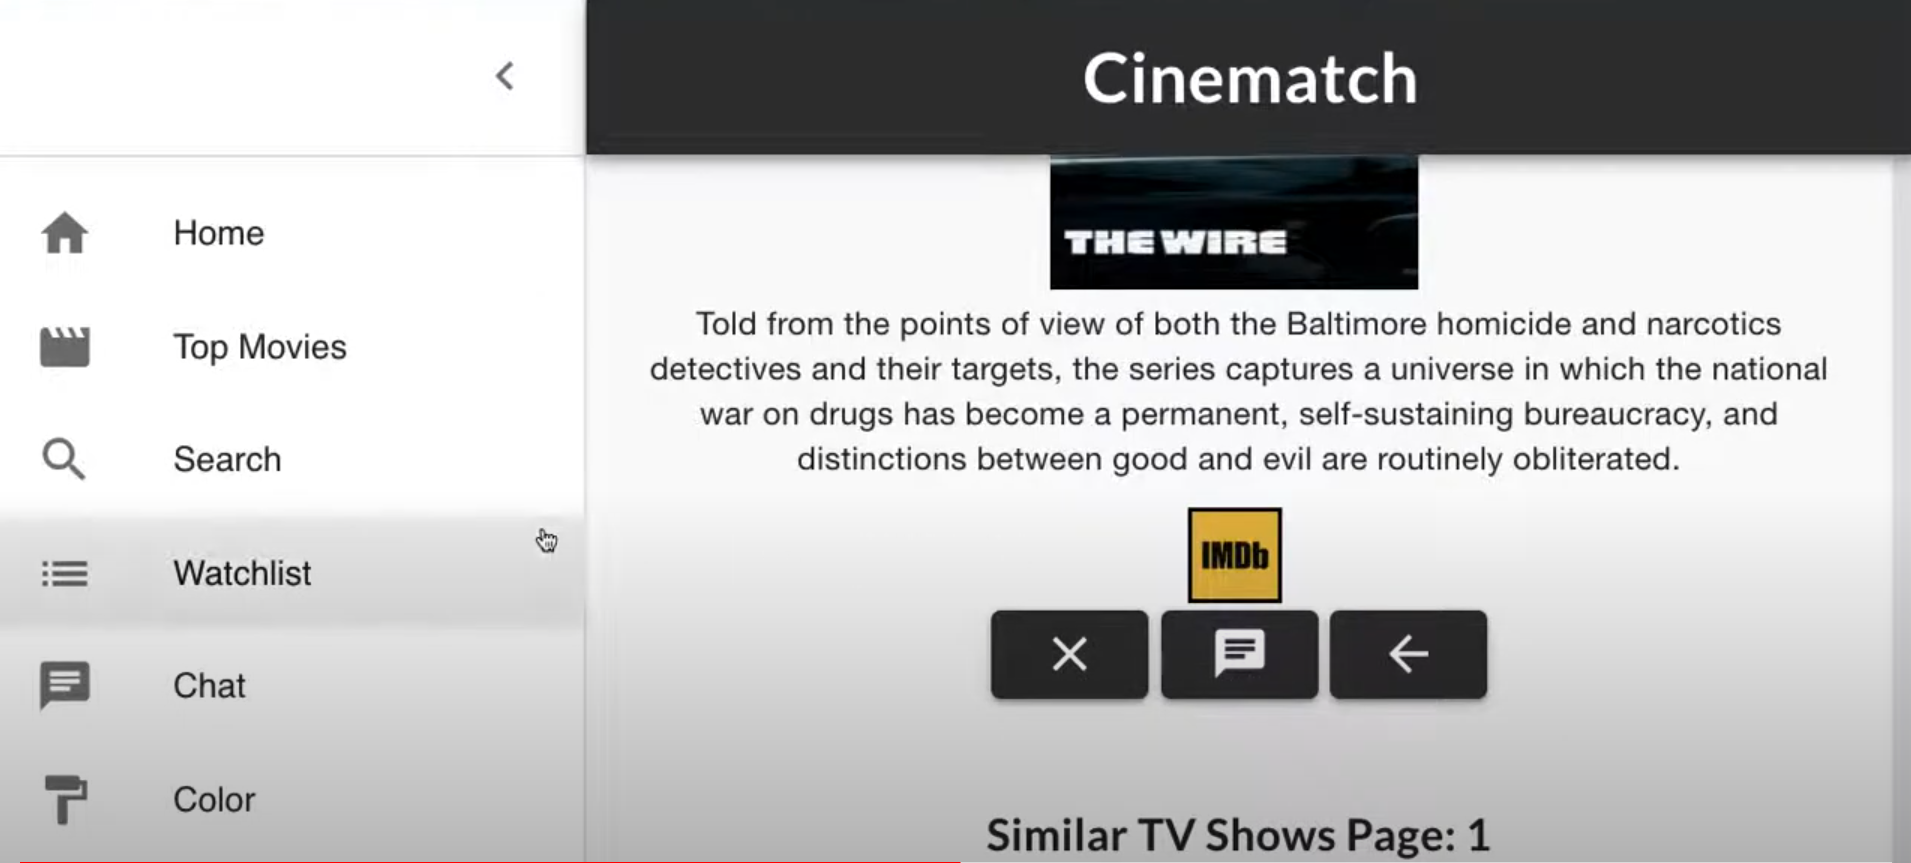 Cinematch
Home
Top Movies
Search
Watchlist
Chat
Color
THE WIRE
Told from the points of view of both the Baltimore homicide and narcotics
detectives and their targets, the series captures a universe in which the national
war on drugs has become a permanent, self-sustaining bureaucracy, and
distinctions between good and evil are routinely obliterated.
IMDb
Similar TV Shows Page: 1